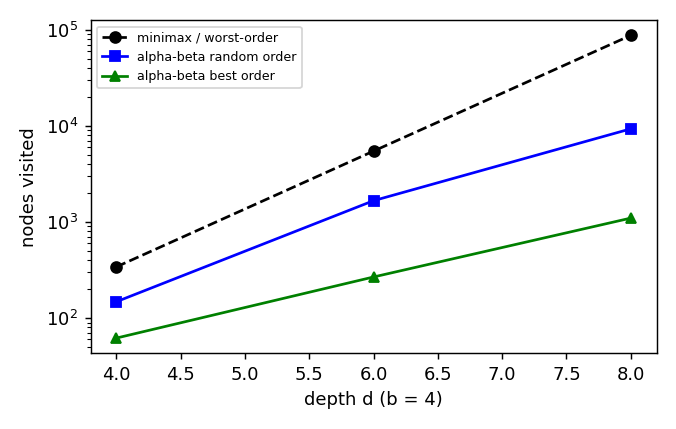 minimax / worst-order
alpha-beta random order
alpha-beta best order
nodes visited
10^5
10^4
10^3
10^2
4.0 4.5 5.0 5.5 6.0 6.5 7.0 7.5 8.0
depth d (b = 4)